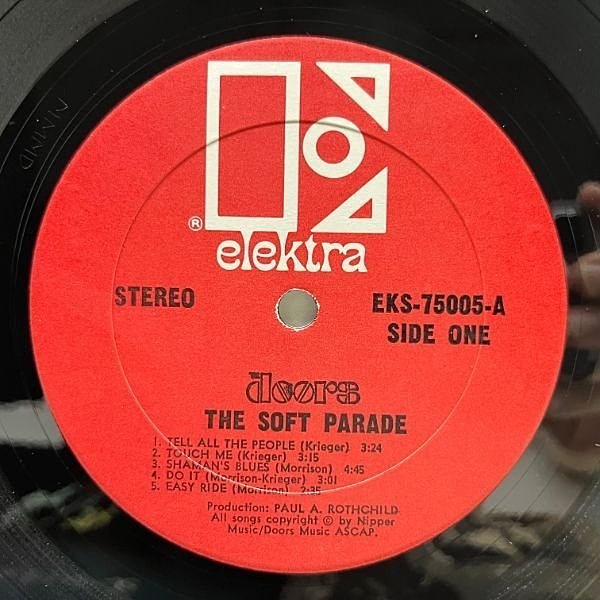 ®
elektra
STEREO
EKS-75005-A
SIDE ONE
THE doors
THE SOFT PARADE
1. TELL ALL THE PEOPLE (Krieger) 3:24
2. TOUCH ME (Krieger) 3:15
3. SHAMAN'S BLUES (Morrison) 4:45
4. DO IT (Morrison-Krieger) 3:01
5. EASY RIDE (Morrison) 2:35
Production: PAUL A. ROTHCHILD
All songs copyright © by Nipper
Music/Doors Music ASCAP.